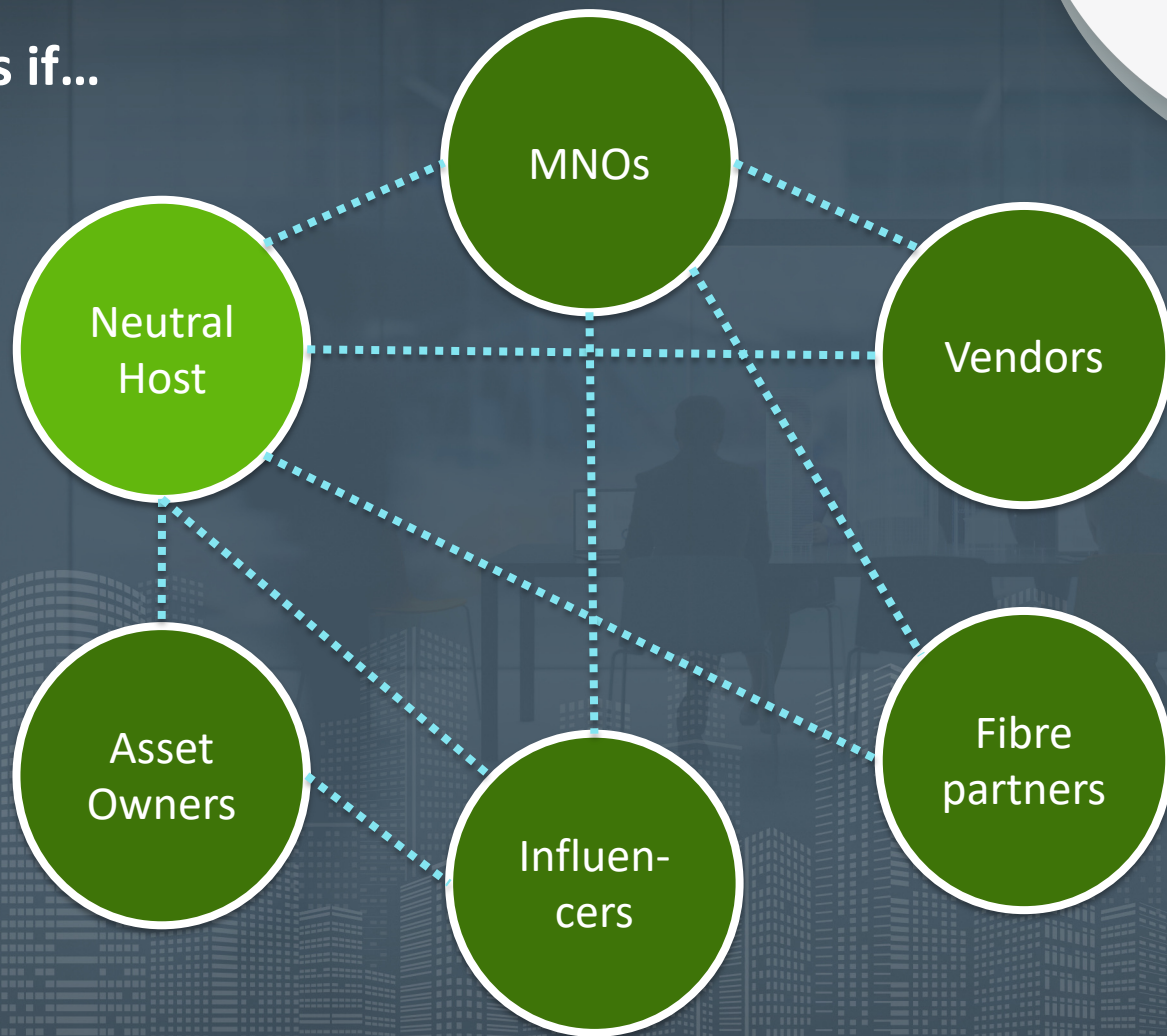 s if...
MNOs
Neutral
Host
Vendors
Asset
Owners
Influen-
cers
Fibre
partners